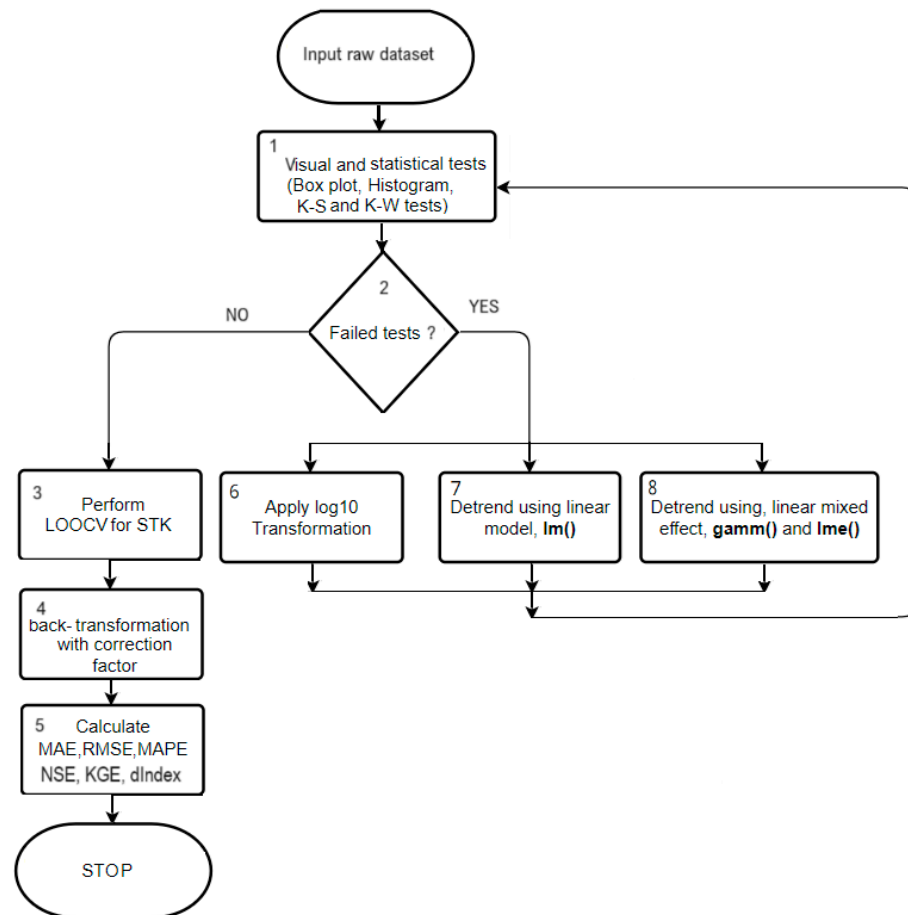 Input raw dataset
1
Visual and statistical tests
(Box plot, Histogram,
K-S and K-W tests)
2
Failed tests ?
NO
YES
3
Perform
LOOCV for STK
6
Apply log10
Transformation
7
Detrend using linear
model, lm()
8
Detrend using, linear mixed
effect, gamm() and lme()
4
back- transformation
with correction
factor
5
Calculate
MAE,RMSE,MAPE
NSE, KGE, dIndex
STOP